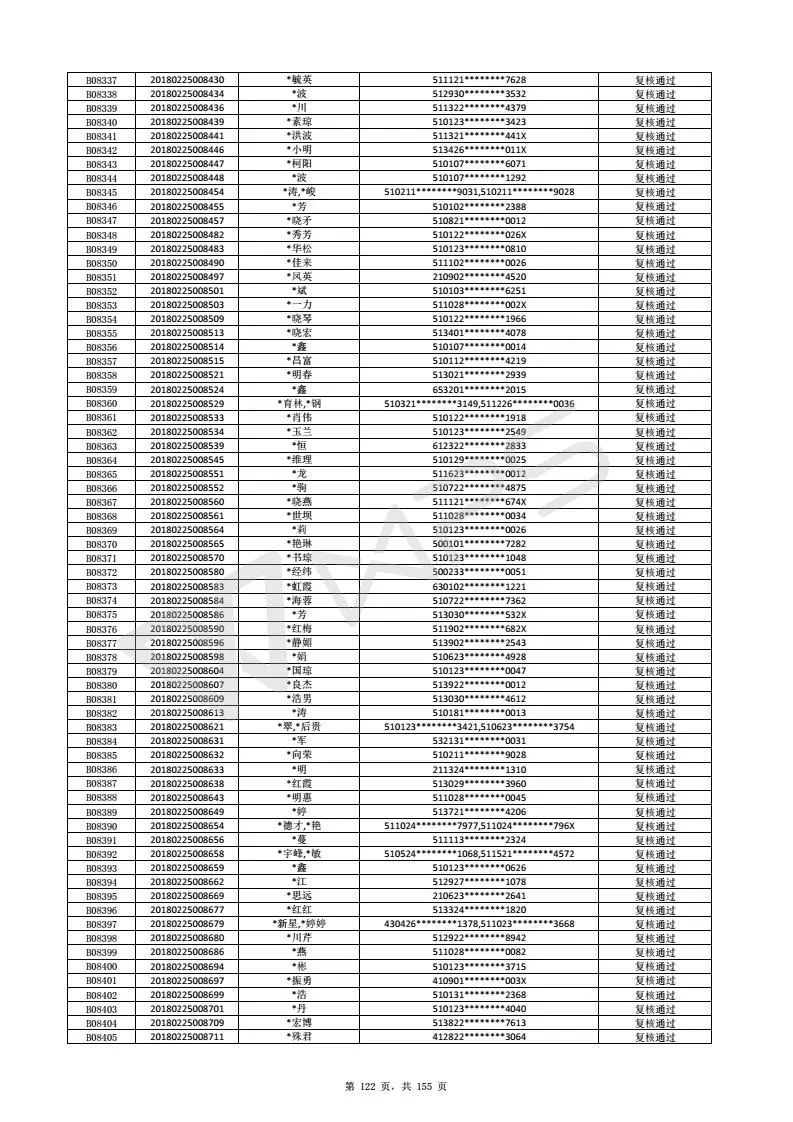 B08337 20180225008430 *毓英 511121********7628 复核通过
B08338 20180225008434 *波 512930********3532 复核通过
B08339 20180225008436 *川 511322********4379 复核通过
B08340 20180225008439 *素琼 510123********3423 复核通过
B08341 20180225008441 *洪波 511321********441X 复核通过
B08342 20180225008446 *小明 513426********011X 复核通过
B08343 20180225008447 *柯阳 510107********6071 复核通过
B08344 20180225008448 *波 510107********1292 复核通过
B08345 20180225008454 *涛,*峻 510211********9031,510211********9028 复核通过
B08346 20180225008455 *芳 510102********2388 复核通过
B08347 20180225008457 *晓矛 510821********0012 复核通过
B08348 20180225008482 *秀芳 510122********026X 复核通过
B08349 20180225008483 *华松 510123********0810 复核通过
B08350 20180225008490 *佳来 511102********0026 复核通过
B08351 20180225008497 *凤英 210902********4520 复核通过
B08352 20180225008501 *斌 510103********6251 复核通过
B08353 20180225008503 *一力 511028********002X 复核通过
B08354 20180225008509 *晓琴 510122********1966 复核通过
B08355 20180225008513 *晓宏 513401********4078 复核通过
B08356 20180225008514 *鑫 510107********0014 复核通过
B08357 20180225008515 *昌富 510112********4219 复核通过
B08358 20180225008521 *明春 513021********2939 复核通过
B08359 20180225008524 *鑫 653201********2015 复核通过
B08360 20180225008529 *育林,*钢 510321********3149,511226********0036 复核通过
B08361 20180225008533 *肖伟 510122********1918 复核通过
B08362 20180225008534 *玉兰 510123********2549 复核通过
B08363 20180225008539 *恒 612322********2833 复核通过
B08364 20180225008545 *维理 510129********0025 复核通过
B08365 20180225008551 *龙 511623********0012 复核通过
B08366 20180225008552 *驹 510722********4875 复核通过
B08367 20180225008560 *晓燕 511121********674X 复核通过
B08368 20180225008561 *世坝 511028********0034 复核通过
B08369 20180225008564 *莉 510123********0026 复核通过
B08370 20180225008565 *艳琳 500101********7282 复核通过
B08371 20180225008570 *书琼 510123********1048 复核通过
B08372 20180225008580 *经纬 500233********0051 复核通过
B08373 20180225008583 *虹霞 630102********1221 复核通过
B08374 20180225008584 *海蓉 510722********7362 复核通过
B08375 20180225008586 *芳 513030********532X 复核通过
B08376 20180225008590 *红梅 511902********682X 复核通过
B08377 20180225008596 *静媚 513902********2543 复核通过
B08378 20180225008598 *娟 510623********4928 复核通过
B08379 20180225008604 *国琼 510123********0047 复核通过
B08380 20180225008607 *良杰 513922********0012 复核通过
B08381 20180225008609 *浩男 513030********4612 复核通过
B08382 20180225008613 *涛 510181********0013 复核通过
B08383 20180225008621 *翠,*后贵 510123********3421,510623********3754 复核通过
B08384 20180225008631 *军 532131********0031 复核通过
B08385 20180225008632 *向荣 510211********9028 复核通过
B08386 20180225008633 *明 211324********1310 复核通过
B08387 20180225008638 *红霞 513029********3960 复核通过
B08388 20180225008643 *明惠 511028********0045 复核通过
B08389 20180225008649 *婷 513721********4206 复核通过
B08390 20180225008654 *德才,*艳 511024********7977,511024********796X 复核通过
B08391 20180225008656 *蔓 511113********2324 复核通过
B08392 20180225008658 *宇峰,*敏 510524********1068,511521********4572 复核通过
B08393 20180225008659 *鑫 510123********0626 复核通过
B08394 20180225008662 *江 512927********1078 复核通过
B08395 20180225008669 *思远 210623********2641 复核通过
B08396 20180225008677 *红红 513324********1820 复核通过
B08397 20180225008679 *新星,*婷婷 430426********1378,511023********3668 复核通过
B08398 20180225008680 *川芹 512922********8942 复核通过
B08399 20180225008686 *燕 511028********0082 复核通过
B08400 20180225008694 *彬 510123********3715 复核通过
B08401 20180225008697 *振勇 410901********003X 复核通过
B08402 20180225008699 *浩 510131********2368 复核通过
B08403 20180225008701 *丹 510123********4040 复核通过
B08404 20180225008709 *宏博 513822********7613 复核通过
B08405 20180225008711 *殊君 412822********3064 复核通过
WPS
第 122 页，共 155 页